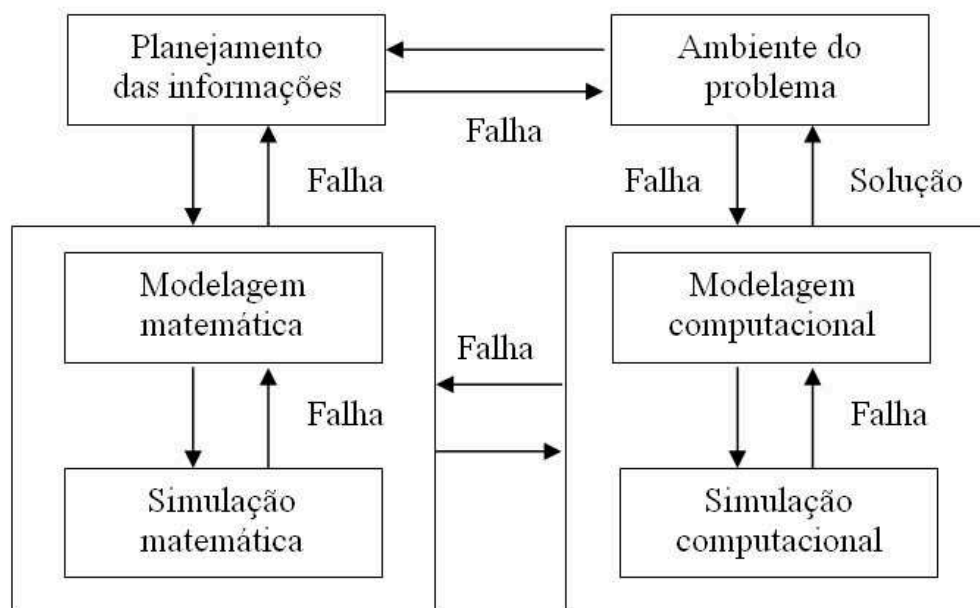 Planejamento
das informações
Ambiente do
problema
Falha
Falha
Falha
Solução
Modelagem
matemática
Modelagem
computacional
Falha
Falha
Falha
Simulação
matemática
Simulação
computacional